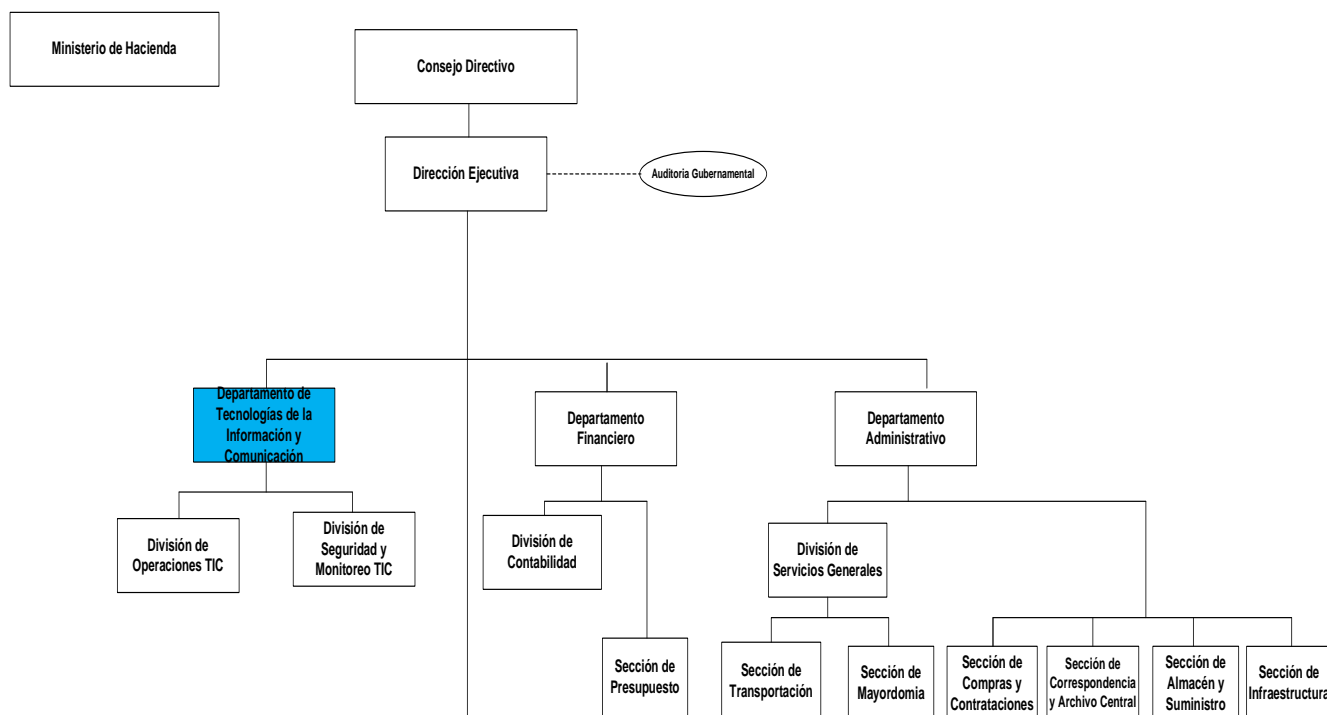 Ministerio de Hacienda
Consejo Directivo
Dirección Ejecutiva
Auditoria Gubernamental
Departamento de
Tecnologías de la
Información y
Comunicación
Departamento
Financiero
Departamento
Administrativo
División de
Operaciones TIC
División de
Seguridad y
Monitoreo TIC
División de
Contabilidad
División de
Servicios Generales
Sección de
Presupuesto
Sección de
Transportación
Sección de
Mayordomia
Sección de
Compras y
Contrataciones
Sección de
Correspondencia
y Archivo Central
Sección de
Almacén y
Suministro
Sección de
Infraestructura